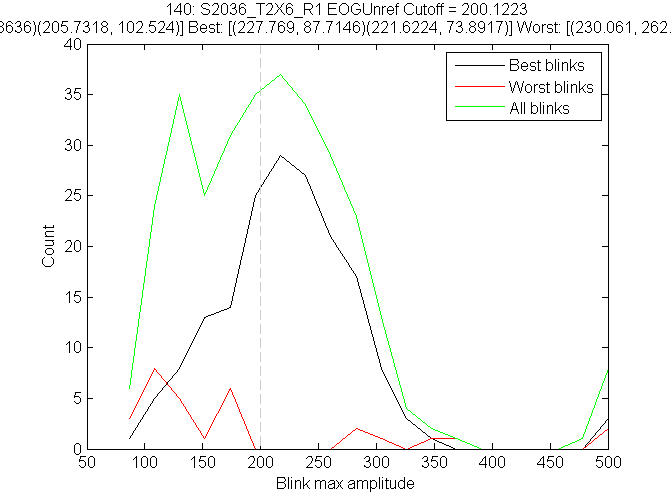 140: S2036_T2X6_R1 EOGUnref Cutoff = 200.1223
3636)(205.7318, 102.524)] Best: [(227.769, 87.7146)(221.6224, 73.8917)] Worst: [(230.061, 262.
Best blinks
Worst blinks
All blinks
40
35
30
25
20
15
10
5
0
Count
50 100 150 200 250 300 350 400 450 500
Blink max amplitude